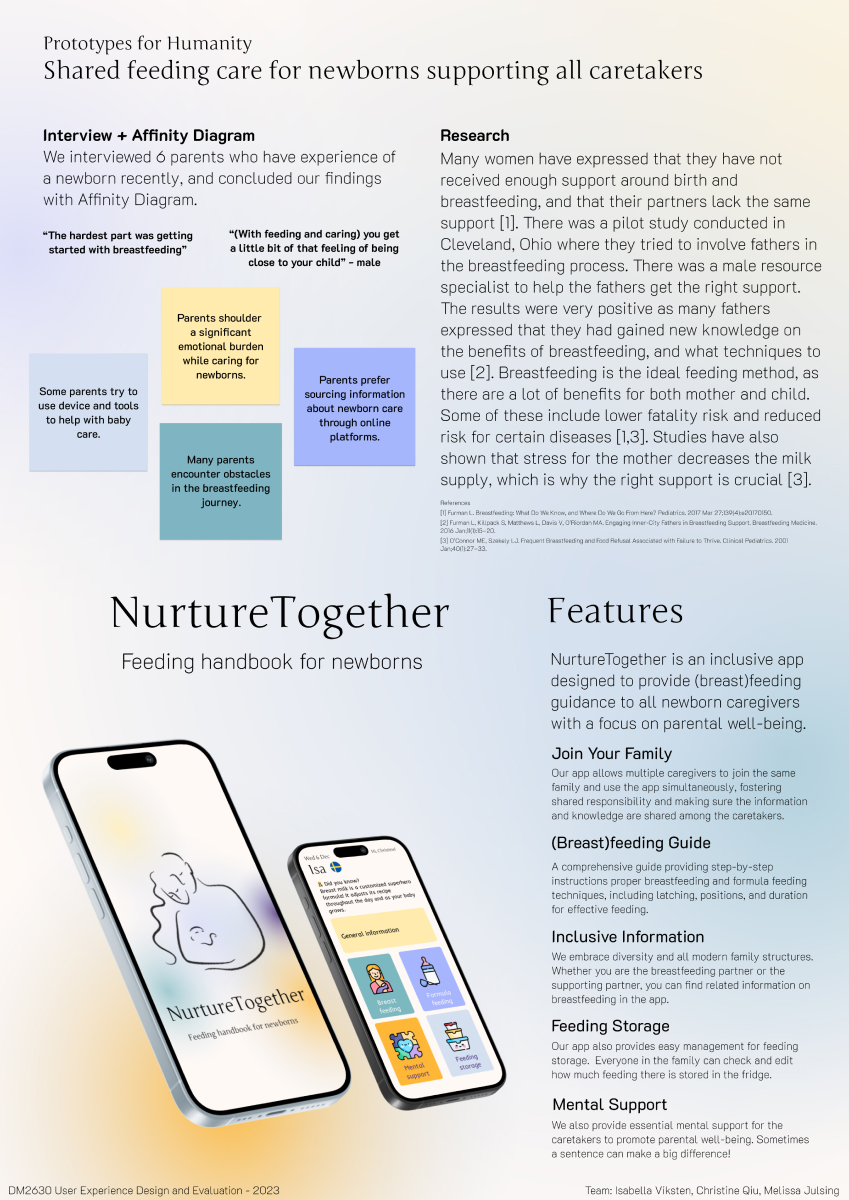 Prototypes for Humanity
Shared feeding care for newborns supporting all caretakers
Interview + Affinity Diagram
We interviewed 6 parents who have experience of
a newborn recently, and concluded our findings
with Affinity Diagram.
“The hardest part was getting
started with breastfeeding”
“(With feeding and caring) you get
a little bit of that feeling of being
close to your child” - male
Parents shoulder
a significant
emotional burden
while caring for
newborns.
Some parents try to
use device and tools
to help with baby
care.
Parents prefer
sourcing information
about newborn care
through online
platforms.
Many parents
encounter obstacles
in the breastfeeding
journey.
Research
Many women have expressed that they have not
received enough support around birth and
breastfeeding, and that their partners lack the same
support [1]. There was a pilot study conducted in
Cleveland, Ohio where they tried to involve fathers in
the breastfeeding process. There was a male resource
specialist to help the fathers get the right support.
The results were very positive as many fathers
expressed that they had gained new knowledge on
the benefits of breastfeeding, and what techniques to
use [2]. Breastfeeding is the ideal feeding method, as
there are a lot of benefits for both mother and child.
Some of these include lower fatality risk and reduced
risk for certain diseases [1,3]. Studies have also
shown that stress for the mother decreases the milk
supply, which is why the right support is crucial [3].
References
[1] Furman L. Breastfeeding: What Do We Know, and Where Do We Go From Here? Pediatrics. 2017 Mar 27;139(4):e20170150.
[2] Furman L, Killpack S, Matthews L, Davis V, O'Riordan MA. Engaging Inner-City Fathers in Breastfeeding Support. Breastfeeding Medicine.
2016 Jan;11(1):15–20.
[3] O'Connor ME, Szekely LJ. Frequent Breastfeeding and Food Refusal Associated with Failure to Thrive. Clinical Pediatrics. 2001
Jan;40(1):27–33.
NurtureTogether
Feeding handbook for newborns
NurtureTogether
Feeding handbook for newborns
Wed 6 Dec
Hi, Christine
Isa
Did you know?
Breast milk is a customized superhero
formula! It adjusts its recipe
throughout the day and as your baby
grows.
General information
Breast
feeding
Formula
feeding
Mental
support
Feeding
storage
Features
NurtureTogether is an inclusive app
designed to provide (breast)feeding
guidance to all newborn caregivers
with a focus on parental well-being.
Join Your Family
Our app allows multiple caregivers to join the same
family and use the app simultaneously, fostering
shared responsibility and making sure the information
and knowledge are shared among the caretakers.
(Breast)feeding Guide
A comprehensive guide providing step-by-step
instructions proper breastfeeding and formula feeding
techniques, including latching, positions, and duration
for effective feeding.
Inclusive Information
We embrace diversity and all modern family structures.
Whether you are the breastfeeding partner or the
supporting partner, you can find related information on
breastfeeding in the app.
Feeding Storage
Our app also provides easy management for feeding
storage. Everyone in the family can check and edit
how much feeding there is stored in the fridge.
Mental Support
We also provide essential mental support for the
caretakers to promote parental well-being. Sometimes
a sentence can make a big difference!
DM2630 User Experience Design and Evaluation - 2023
Team: Isabella Viksten, Christine Qiu, Melissa Julsing